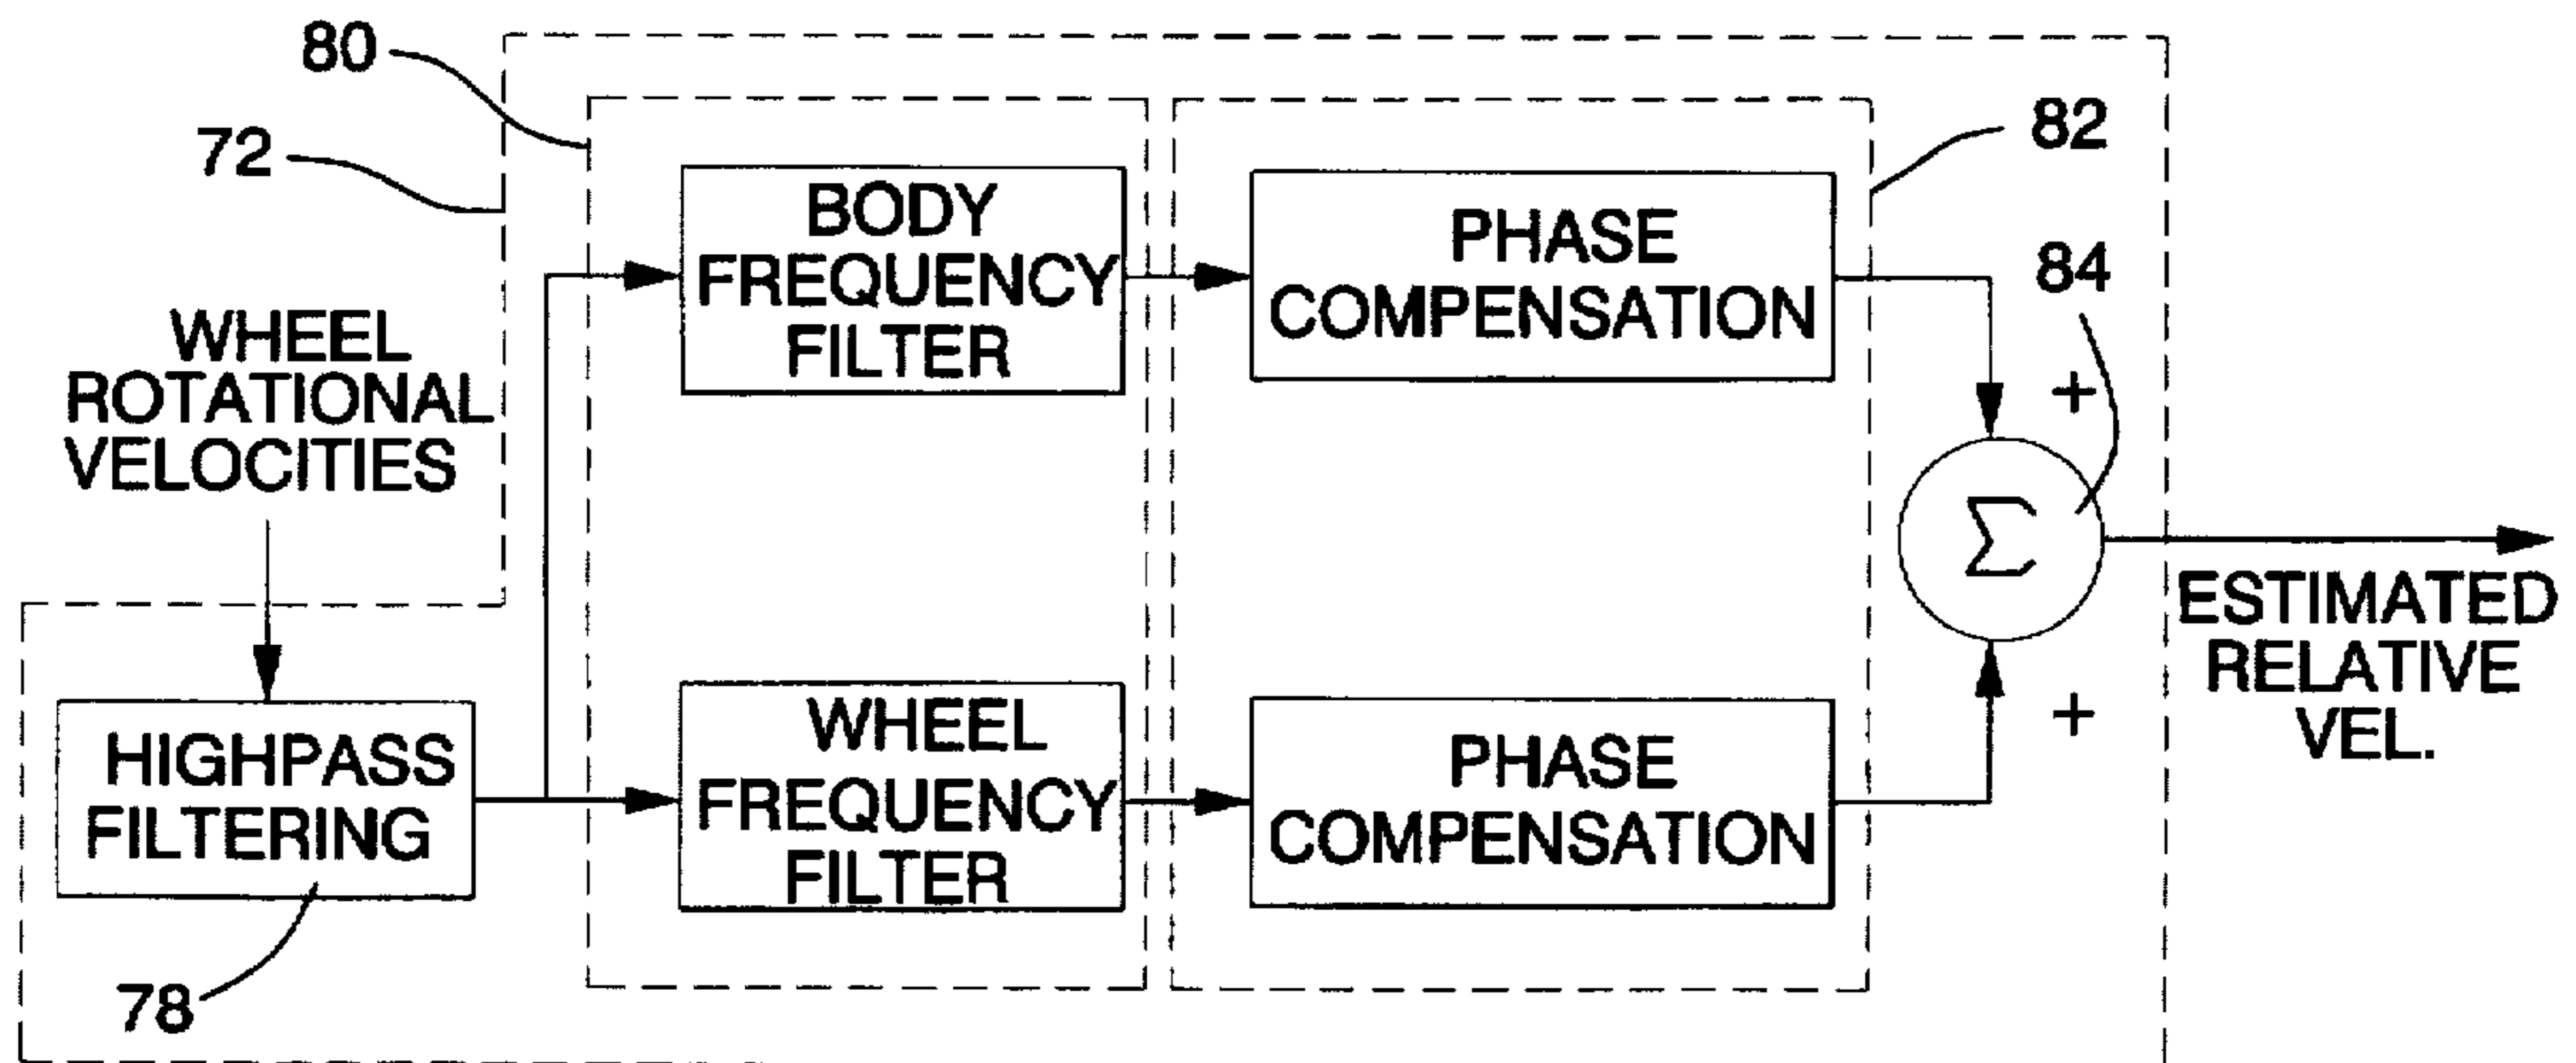 80
72
82
84
BODY
FREQUENCY
FILTER
PHASE
COMPENSATION
WHEEL
ROTATIONAL
VELOCITIES
+
Σ
ESTIMATED
RELATIVE
VEL.
+
HIGHPASS
FILTERING
78
WHEEL
FREQUENCY
FILTER
PHASE
COMPENSATION